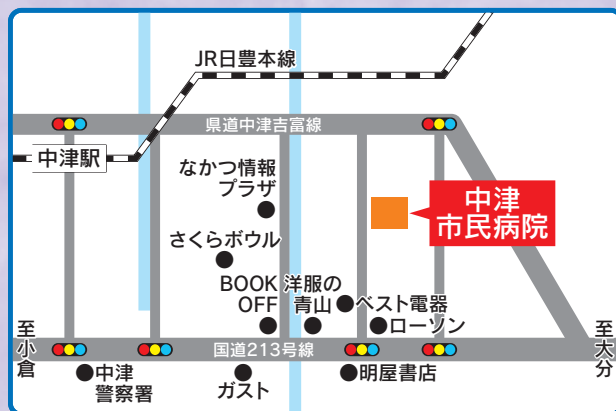 JR日豊本線
県道中津吉富線
中津駅
なかつ情報
プラザ
中津
市民病院
さくらボウル
BOOK
OFF
洋服の
青山
ベスト電器
ローソン
至小倉
国道213号線
至大分
中津
警察署
ガスト
明屋書店